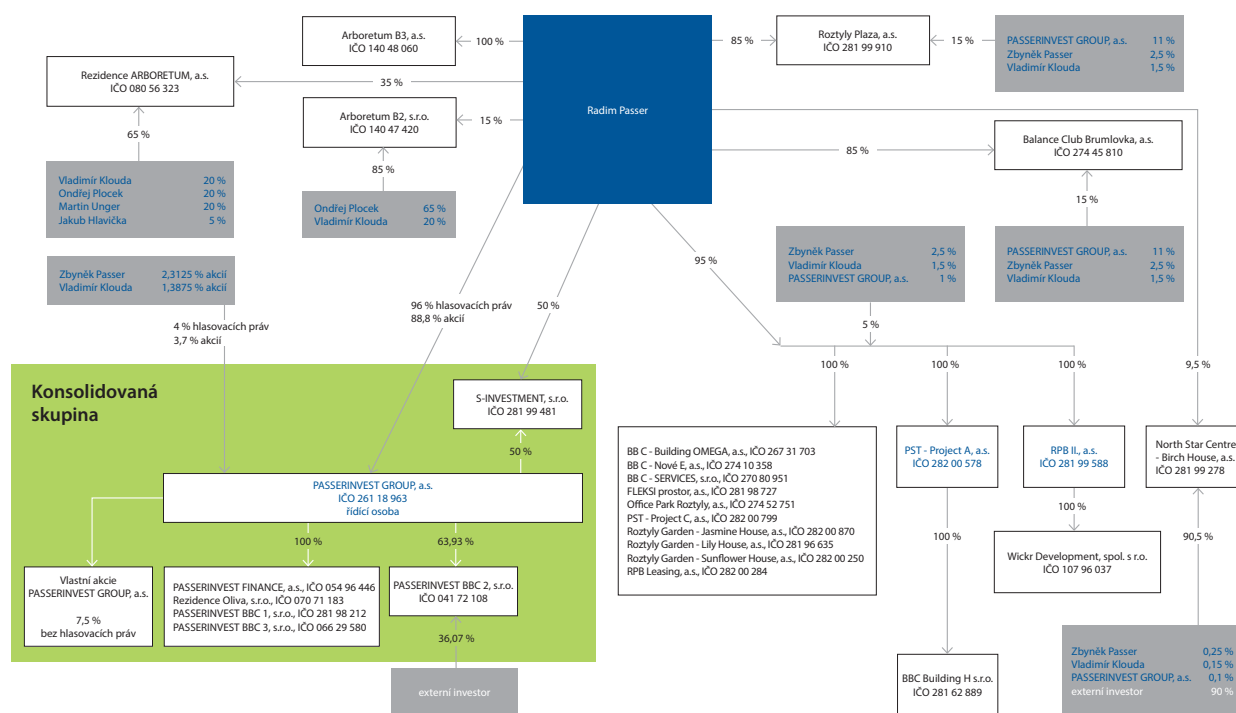 Arboretum B3, a.s.
IČO 140 48 060
100 %
Radim Passer
85 %
Roztyly Plaza, a.s.
IČO 281 99 910
15 %
PASSERINVEST GROUP, a.s. 11 %
Zbyněk Passer 2,5 %
Vladimír Klouda 1,5 %
Rezidence ARBORETUM, a.s.
IČO 080 56 323
35 %
65 %
Arboretum B2, s.r.o.
IČO 140 47 420
15 %
85 %
Balance Club Brumlovka, a.s.
IČO 274 45 810
85 %
15 %
Vladimír Klouda 20 %
Ondřej Plocek 20 %
Martin Unger 20 %
Jakub Hlavička 5 %
Ondřej Plocek 65 %
Vladimír Klouda 20 %
Zbyněk Passer 2,5 %
Vladimír Klouda 1,5 %
PASSERINVEST GROUP, a.s. 1 %
PASSERINVEST GROUP, a.s. 11 %
Zbyněk Passer 2,5 %
Vladimír Klouda 1,5 %
Zbyněk Passer 2,3125 % akcií
Vladimír Klouda 1,3875 % akcií
4 % hlasovacích práv
3,7 % akcií
96 % hlasovacích práv
88,8 % akcií
50 %
95 %
5 %
100 %
100 %
100 %
9,5 %
Konsolidovaná
skupina
S-INVESTMENT, s.r.o.
IČO 281 99 481
50 %
PASSERINVEST GROUP, a.s.
IČO 261 18 963
řídící osoba
100 %
63,93 %
Vlastní akcie
PASSERINVEST GROUP, a.s.
7,5 %
bez hlasovacích práv
PASSERINVEST FINANCE, a.s., IČO 054 96 446
Rezidence Oliva, s.r.o., IČO 070 71 183
PASSERINVEST BBC 1, s.r.o., IČO 281 98 212
PASSERINVEST BBC 3, s.r.o., IČO 066 29 580
PASSERINVEST BBC 2, s.r.o.
IČO 041 72 108
36,07 %
externí investor
BB C - Building OMEGA, a.s., IČO 267 31 703
BB C - Nové E, a.s., IČO 274 10 358
BB C - SERVICES, s.r.o., IČO 270 80 951
FLEKSI prostor, a.s., IČO 281 98 727
Office Park Roztyly, a.s., IČO 274 52 751
PST - Project C, a.s., IČO 282 00 799
Roztyly Garden - Jasmine House, a.s., IČO 282 00 870
Roztyly Garden - Lily House, a.s., IČO 281 96 635
Roztyly Garden - Sunflower House, a.s., IČO 282 00 250
RPB Leasing, a.s., IČO 282 00 284
PST - Project A, a.s.
IČO 282 00 578
100 %
BBC Building H s.r.o.
IČO 281 62 889
RPB II., a.s.
IČO 281 99 588
100 %
Wickr Development, spol. s r.o.
IČO 107 96 037
North Star Centre
- Birch House, a.s.
IČO 281 99 278
90,5 %
Zbyněk Passer 0,25 %
Vladimír Klouda 0,15 %
PASSERINVEST GROUP, a.s. 0,1 %
externí investor 90 %